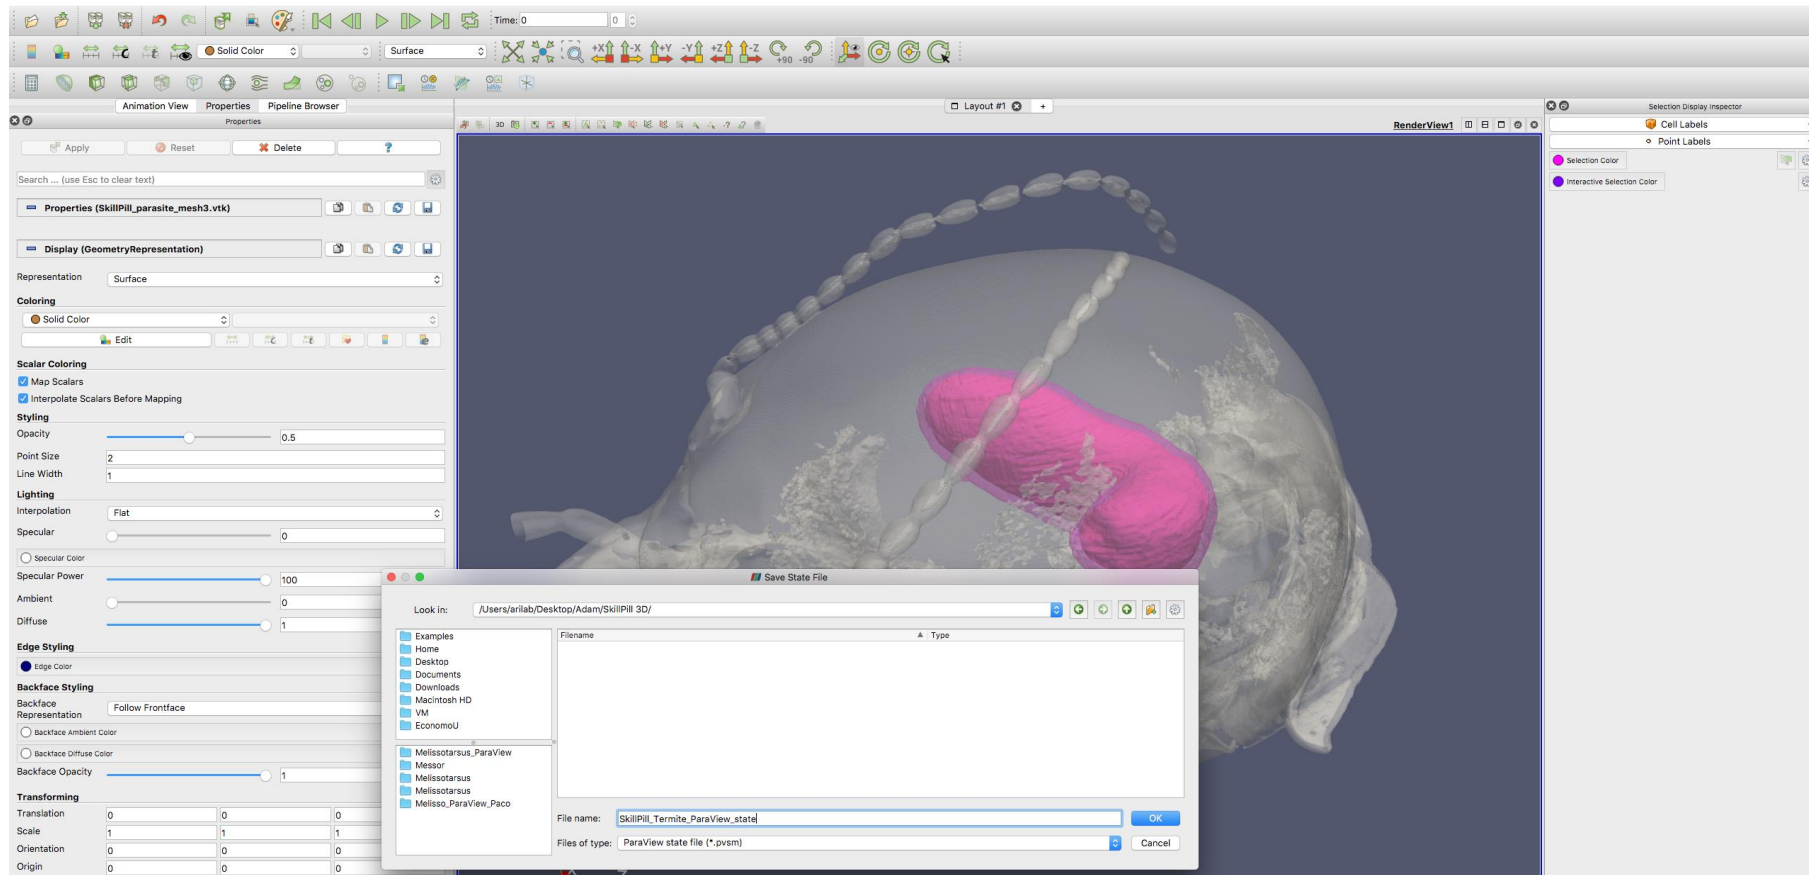 Time: 0 0
Solid Color Surface +X -X +Y -Y +Z -Z +90 -90
Animation View Properties Pipeline Browser
Layout #1 +
Properties
Selection Display Inspector
3D
RenderView1
Cell Labels
Point Labels
Selection Color
Interactive Selection Color
Apply Reset Delete ?
Search ... (use Esc to clear text)
Properties (SkillPill_parasite_mesh3.vtk)
Display (GeometryRepresentation)
Representation Surface
Coloring
Solid Color
Edit
Scalar Coloring
Map Scalars
Interpolate Scalars Before Mapping
Styling
Opacity 0.5
Point Size 2
Line Width 1
Lighting
Interpolation Flat
Specular 0
Specular Color
Specular Power 100
Ambient 0
Diffuse 1
Edge Styling
Edge Color
Backface Styling
Backface Representation Follow Frontface
Backface Ambient Color
Backface Diffuse Color
Backface Opacity 1
Transforming
Translation 0 0 0
Scale 1 1 1
Orientation 0 0 0
Origin 0 0 0
Save State File
Look in: /Users/arilab/Desktop/Adam/SkillPill 3D/
Filename Type
Examples
Home
Desktop
Documents
Downloads
Macintosh HD
VM
EconomoU
Melissotarsus_ParaView
Messor
Melissotarsus
Melissotarsus
Melisso_ParaView_Paco
File name: SkillPill_Termite_ParaView_state OK
Files of type: ParaView state file (*.pvsm) Cancel